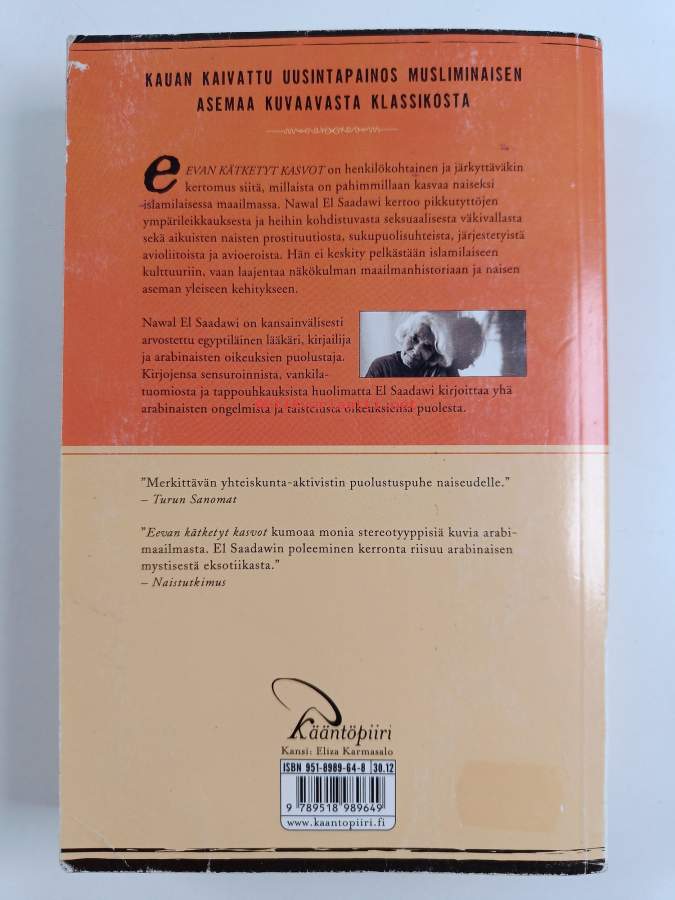 KAUAN KAIVATTU UUSINTAPAINOS MUSLIMINAISEN
ASEMAA KUVAAVASTA KLASSIKOSTA
e EVAN KÄTKETYT KASVOT on henkilökohtainen ja järkyttäväkin
kertomus siitä, millaista on pahimmillaan kasvaa naiseksi
islamilaisessa maailmassa. Nawal El Saadawi kertoo pikkutyttöjen
ympärileikkauksesta ja heihin kohdistuvasta seksuaalisesta väkivallasta
sekä aikuisten naisten prostituutiosta, sukupuolisuhteista, järjestetyistä
avioliitoista ja avioeroista. Hän ei keskity pelkästään islamilaiseen
kulttuuriin, vaan laajentaa näkökulman maailmanhistoriaan ja naisen
aseman yleiseen kehitykseen.
Nawal El Saadawi on kansainvälisesti
arvostettu egyptiläinen lääkäri, kirjailija
ja arabinaisten oikeuksien puolustaja.
Kirjojensa sensuroinnista, vankila-
tuomiosta ja tappouhkauksista huolimatta El Saadawi kirjoittaa yhä
arabinaisten ongelmista ja taistelusta oikeuksiensa puolesta.
”Merkittävän yhteiskunta-aktivistin puolustuspuhe naiseudelle.”
– Turun Sanomat
”Eevan kätketyt kasvot kumoaa monia stereotyyppisiä kuvia arabi-
maailmasta. El Saadawin poleeminen kerronta riisuu arabinaisen
mystisestä eksotiikasta.”
– Naistutkimus
Kääntöpiiri
Kansi: Eliza Karmasalo
ISBN 951-8989-64-8 30.12
9 789518 989649
www.kaantopiiri.fi